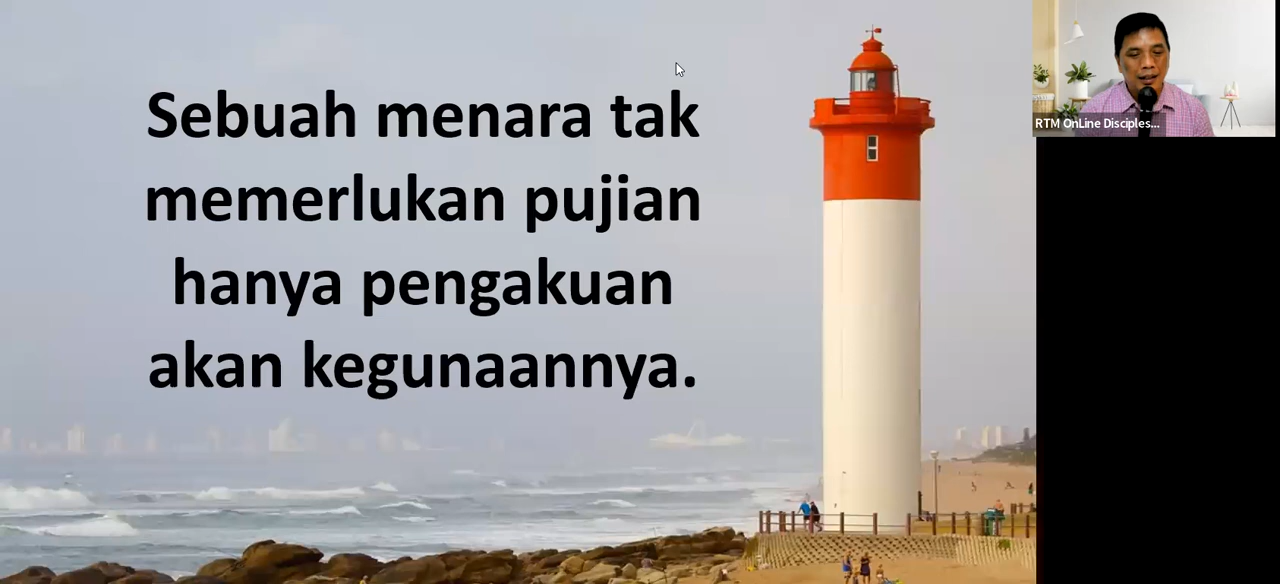 Sebuah menara tak
memerlukan pujian
hanya pengakuan
akan kegunaannya.
RTM OnLine Disciples...